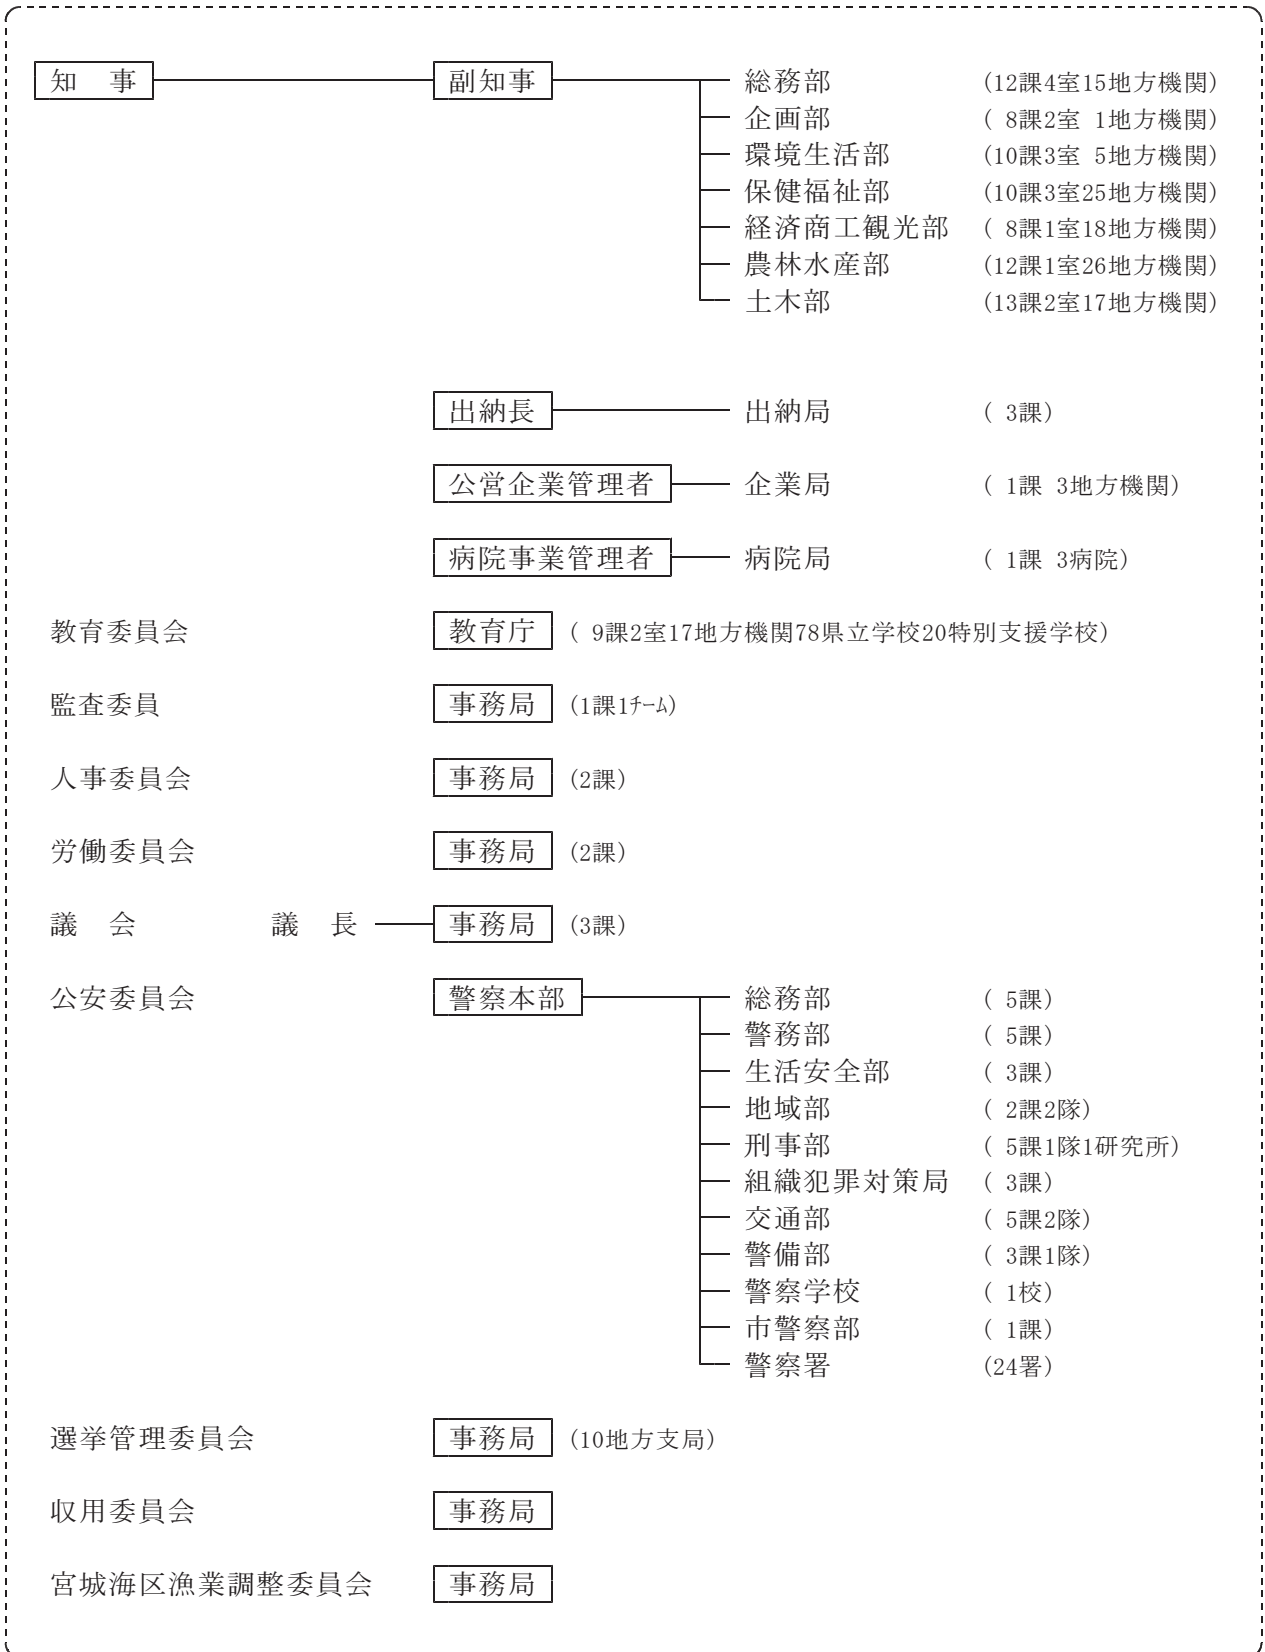 知　事　副知事　総務部　(12課4室15地方機関)
企画部　( 8課2室 1地方機関)
環境生活部　(10課3室 5地方機関)
保健福祉部　(10課3室25地方機関)
経済商工観光部　( 8課1室18地方機関)
農林水産部　(12課1室26地方機関)
土木部　(13課2室17地方機関)
出納長　出納局　( 3課)
公営企業管理者　企業局　( 1課 3地方機関)
病院事業管理者　病院局　( 1課 3病院)
教育委員会　教育庁　( 9課2室17地方機関78県立学校20特別支援学校)
監査委員　事務局　(1課1ﾁｰﾑ)
人事委員会　事務局　(2課)
労働委員会　事務局　(2課)
議　会　議　長　事務局　(3課)
公安委員会　警察本部　総務部　( 5課)
警務部　( 5課)
生活安全部　( 3課)
地域部　( 2課2隊)
刑事部　( 5課1隊1研究所)
組織犯罪対策局　( 3課)
交通部　( 5課2隊)
警備部　( 3課1隊)
警察学校　( 1校)
市警察部　( 1課)
警察署　(24署)
選挙管理委員会　事務局　(10地方支局)
収用委員会　事務局
宮城海区漁業調整委員会　事務局